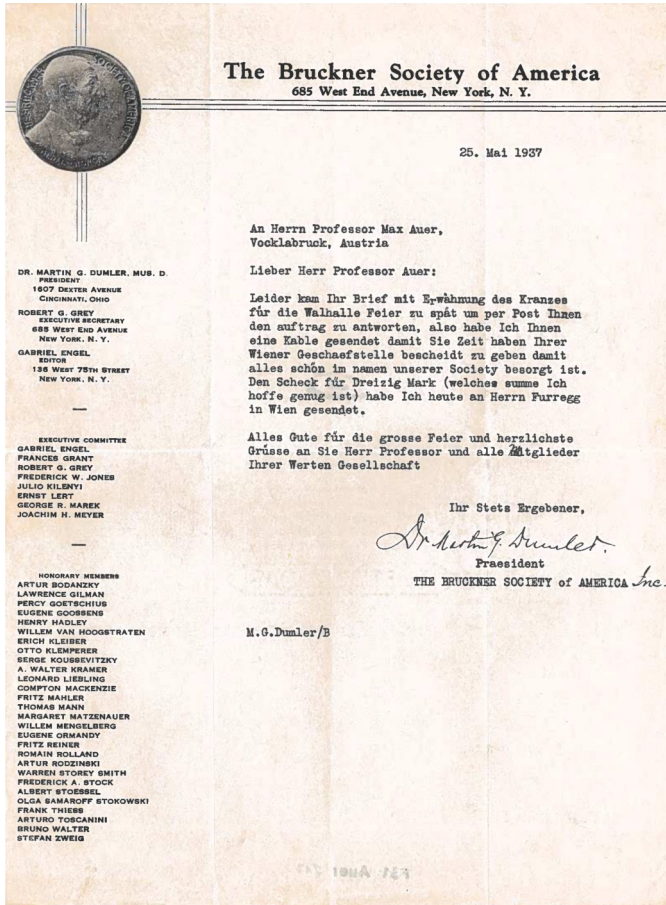 The Bruckner Society of America
685 West End Avenue, New York, N. Y.
25. Mai 1937
An Herrn Professor Max Auer,
Vocklabruck, Austria
Lieber Herr Professor Auer:
Leider kam Ihr Brief mit Erwähnung des Kranzes
für die Walhalle Feier zu spät um per Post Ihnen
den auftrag zu antworten, also habe Ich Ihnen
eine Kable gesendet damit Sie Zeit haben Ihrer
Wiener Geschaefstelle bescheidt zu geben damit
alles schön im namen unserer Society besorgt ist.
Den Scheck für Dreizig Mark (welches summe Ich
hoffe genug ist) habe Ich heute an Herrn Furregg
in Wien gesendet.
Alles Gute für die grosse Feier und herzlichste
Grüsse an Sie Herr Professor und alle Mitglieder
Ihrer Werten Gesellschaft
Ihr Stets Ergebener,
Dr Martin G. Dumler.
Praesident
THE BRUCKNER SOCIETY of AMERICA Inc.
M.G.Dumler/B
DR. MARTIN G. DUMLER, MUS. D.
PRESIDENT
1607 DEXTER AVENUE
CINCINNATI, OHIO
ROBERT G. GREY
EXECUTIVE SECRETARY
685 WEST END AVENUE
NEW YORK, N. Y.
GABRIEL ENGEL
EDITOR
136 WEST 75TH STREET
NEW YORK, N. Y.
EXECUTIVE COMMITTEE
GABRIEL ENGEL
FRANCES GRANT
ROBERT G. GREY
FREDERICK W. JONES
JULIO KILENYI
ERNST LERT
GEORGE R. MAREK
JOACHIM H. MEYER
HONORARY MEMBERS
ARTUR BODANZKY
LAWRENCE GILMAN
PERCY GOETSCHIUS
EUGENE GOOSSENS
HENRY HADLEY
WILLEM VAN HOOGSTRATEN
ERICH KLEIBER
OTTO KLEMPERER
SERGE KOUSSEVITZKY
A. WALTER KRAMER
LEONARD LIEBLING
COMPTON MACKENZIE
FRITZ MAHLER
THOMAS MANN
MARGARET MATZENAUER
WILLEM MENGELBERG
EUGENE ORMANDY
FRITZ REINER
ROMAIN ROLLAND
ARTUR RODZINSKI
WARREN STOREY SMITH
FREDERICK A. STOCK
ALBERT STOESSEL
OLGA SAMAROFF STOKOWSKI
FRANK THIESS
ARTURO TOSCANINI
BRUNO WALTER
STEFAN ZWEIG